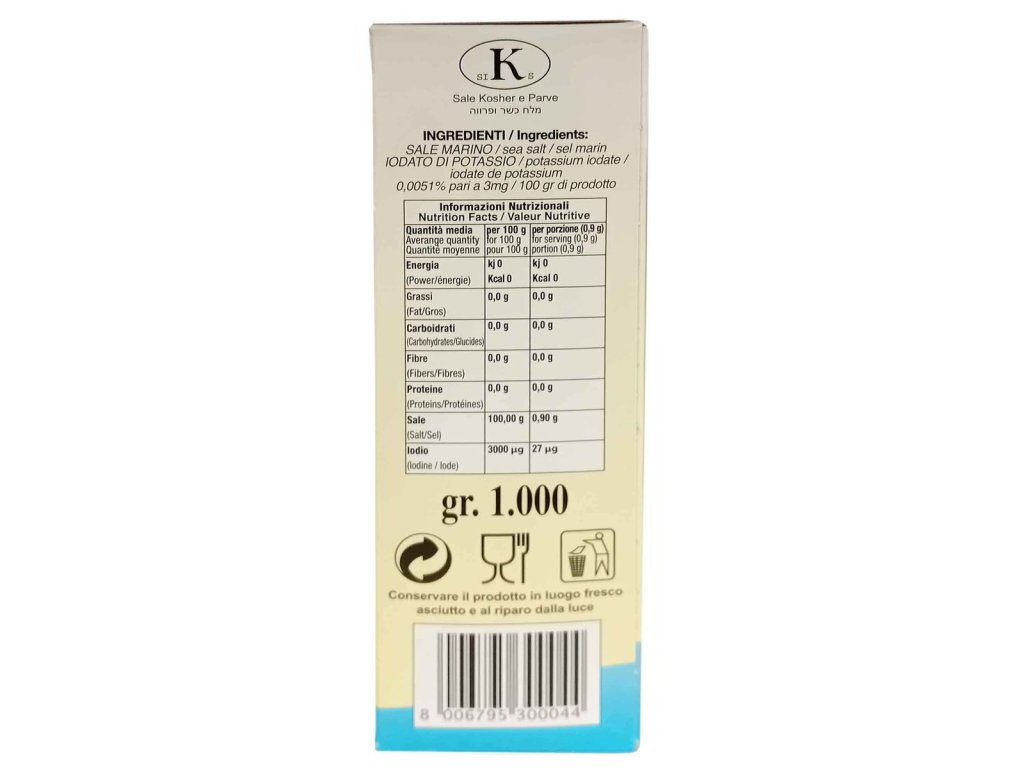 SI K S
Sale Kosher e Parve
מלח כשר ופרווה
INGREDIENTI / Ingredients:
SALE MARINO / sea salt / sel marin
IODATO DI POTASSIO / potassium iodate /
iodate de potassium
0,0051% pari a 3mg / 100 gr di prodotto
Informazioni Nutrizionali
Nutrition Facts / Valeur Nutritive
Quantità media per 100 g per porzione (0,9 g)
Averange quantity for 100 g for serving (0,9 g)
Quantité moyenne pour 100 g portion (0,9 g)
Energia kj 0 kj 0
(Power/énergie) Kcal 0 Kcal 0
Grassi 0,0 g 0,0 g
(Fat/Gros)
Carboidrati 0,0 g 0,0 g
(Carbohydrates/Glucides)
Fibre 0,0 g 0,0 g
(Fibers/Fibres)
Proteine 0,0 g 0,0 g
(Proteins/Protéines)
Sale 100,00 g 0,90 g
(Salt/Sel)
Iodio 3000 µg 27 µg
(Iodine / Iode)
gr. 1.000
Conservare il prodotto in luogo fresco
asciutto e al riparo dalla luce
8 006795 300044